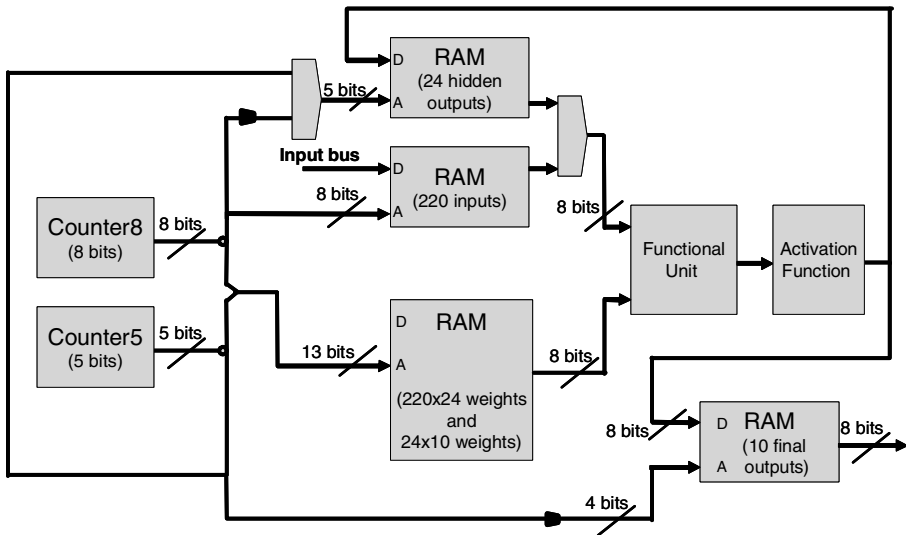 D
RAM
(24 hidden
outputs)
A
5 bits
Input bus
D
RAM
(220 inputs)
A
8 bits
Counter8
(8 bits)
8 bits
8 bits
Functional
Unit
Activation
Function
Counter5
(5 bits)
5 bits
D
RAM
A
13 bits
(220x24 weights
and
24x10 weights)
8 bits
D
RAM
(10 final
outputs)
A
8 bits
8 bits
4 bits